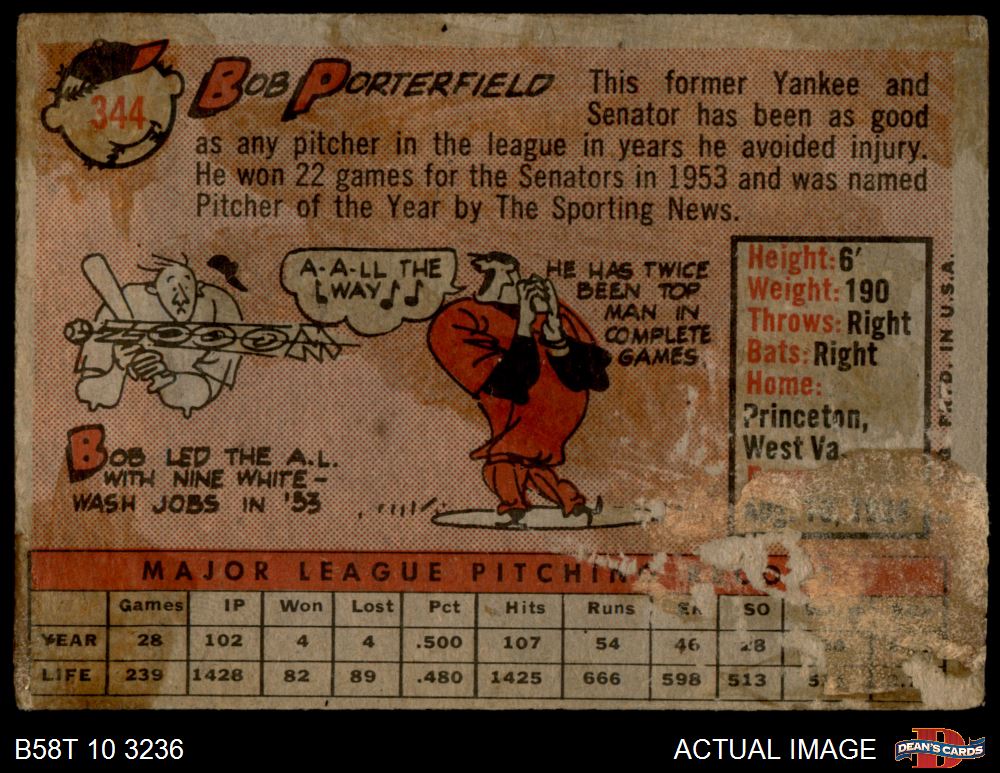 344
BOB PORTERFIELD
This former Yankee and
Senator has been as good
as any pitcher in the league in years he avoided injury.
He won 22 games for the Senators in 1953 and was named
Pitcher of the Year by The Sporting News.
A-A-LL THE
WAY
ZOOOM
HE HAS TWICE
BEEN TOP
MAN IN
COMPLETE
GAMES
BOB LED THE A.L.
WITH NINE WHITE-
WASH JOBS IN '53
Height: 6'
Weight: 190
Throws: Right
Bats: Right
Home:
Princeton,
West Va.
IN U.S.A.
MAJOR LEAGUE PITCHING
Games IP Won Lost Pct Hits Runs ER SO
YEAR 28 102 4 4 .500 107 54 46 28
LIFE 239 1428 82 89 .480 1425 666 598 513
B58T 10 3236
ACTUAL IMAGE
DEAN'S CARDS